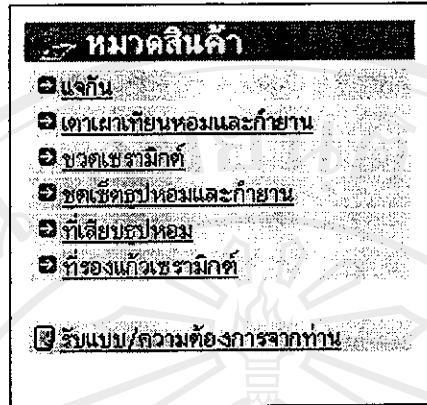 หมวดสินค้า
แจกัน
เตาเผาเทียนหอมและกำยาน
ขวดเซรามิกต์
ชุดเซ็ตธูปหอมและกำยาน
ที่เสียบธูปหอม
ที่รองแก้วเซรามิกต์
รับแบบ/ความต้องการจากท่าน